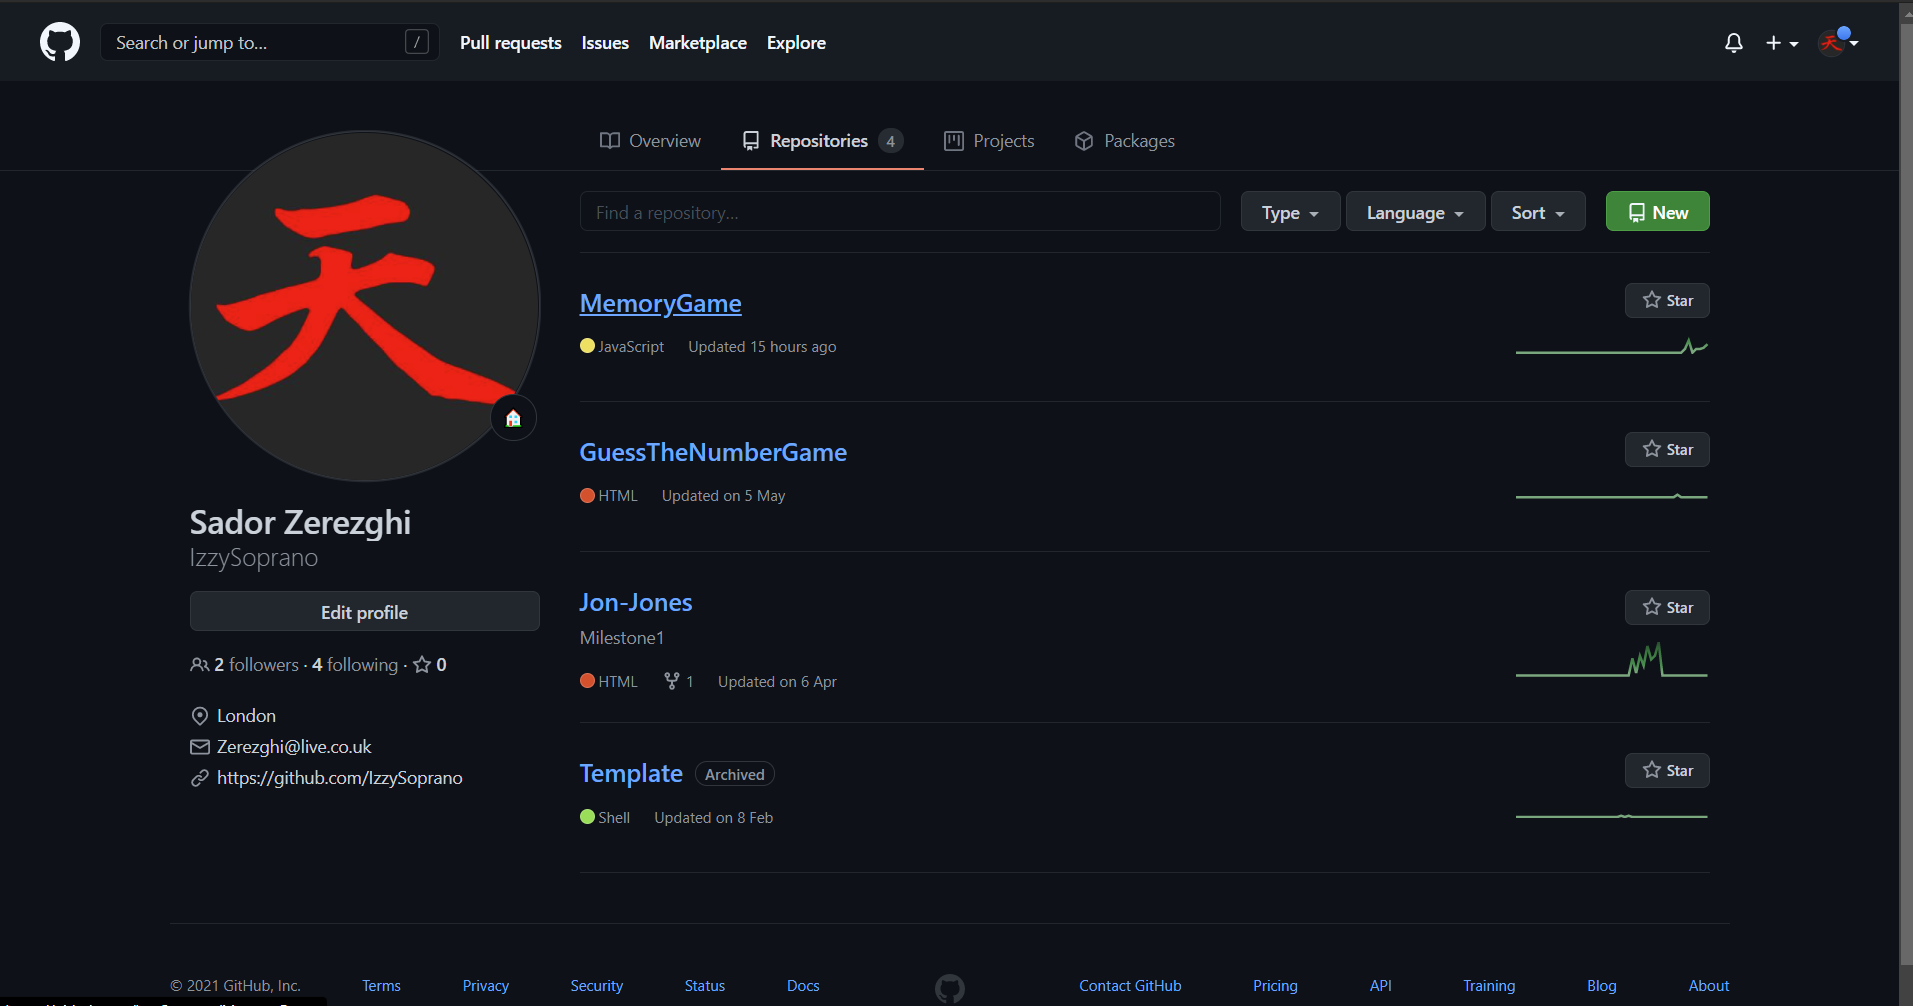 Search or jump to... / Pull requests Issues Marketplace Explore
Overview Repositories 4 Projects Packages
Find a repository... Type Language Sort New
天
MemoryGame Star
JavaScript Updated 15 hours ago
GuessTheNumberGame Star
HTML Updated on 5 May
Sador Zerezghi
IzzySoprano
Edit profile
2 followers · 4 following · 0
London
Zerezghi@live.co.uk
https://github.com/IzzySoprano
Jon-Jones Star
Milestone1
HTML 1 Updated on 6 Apr
Template Archived Star
Shell Updated on 8 Feb
© 2021 GitHub, Inc. Terms Privacy Security Status Docs Contact GitHub Pricing API Training Blog About